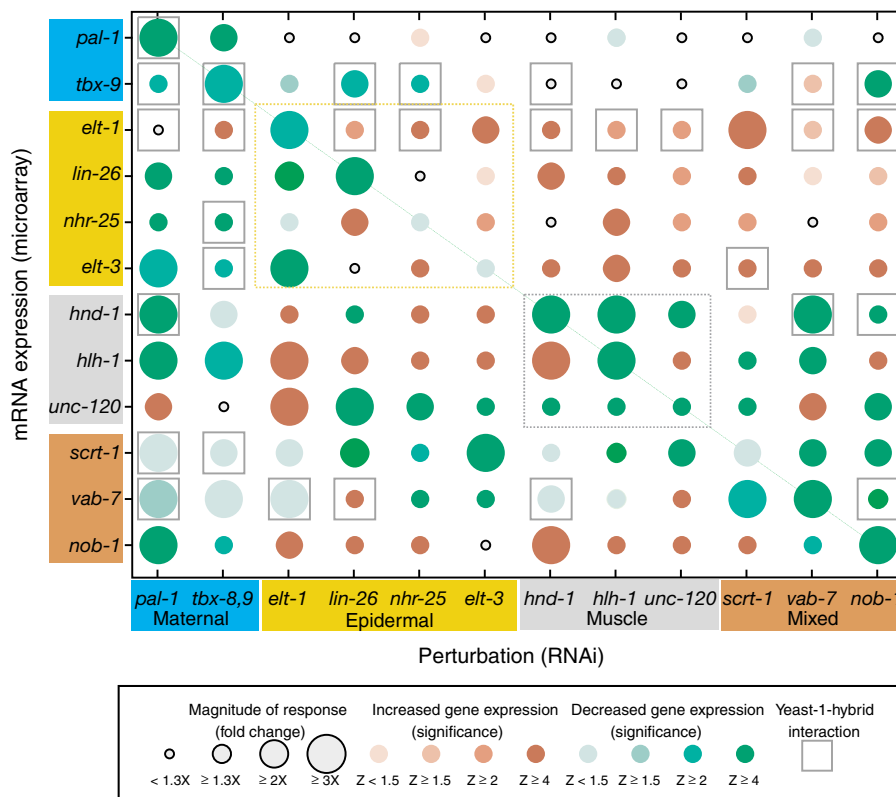 mRNA expression (microarray)
pal-1
tbx-9
elt-1
lin-26
nhr-25
elt-3
hnd-1
hlh-1
unc-120
scrt-1
vab-7
nob-1
pal-1 tbx-8,9 elt-1 lin-26 nhr-25 elt-3 hnd-1 hlh-1 unc-120 scrt-1 vab-7 nob-1
Maternal Epidermal Muscle Mixed
Perturbation (RNAi)
Magnitude of response Increased gene expression Decreased gene expression Yeast-1-hybrid
(fold change) (significance) (significance) interaction
< 1.3X ≥ 1.3X ≥ 2X ≥ 3X Z < 1.5 Z ≥ 1.5 Z ≥ 2 Z ≥ 4 Z < 1.5 Z ≥ 1.5 Z ≥ 2 Z ≥ 4